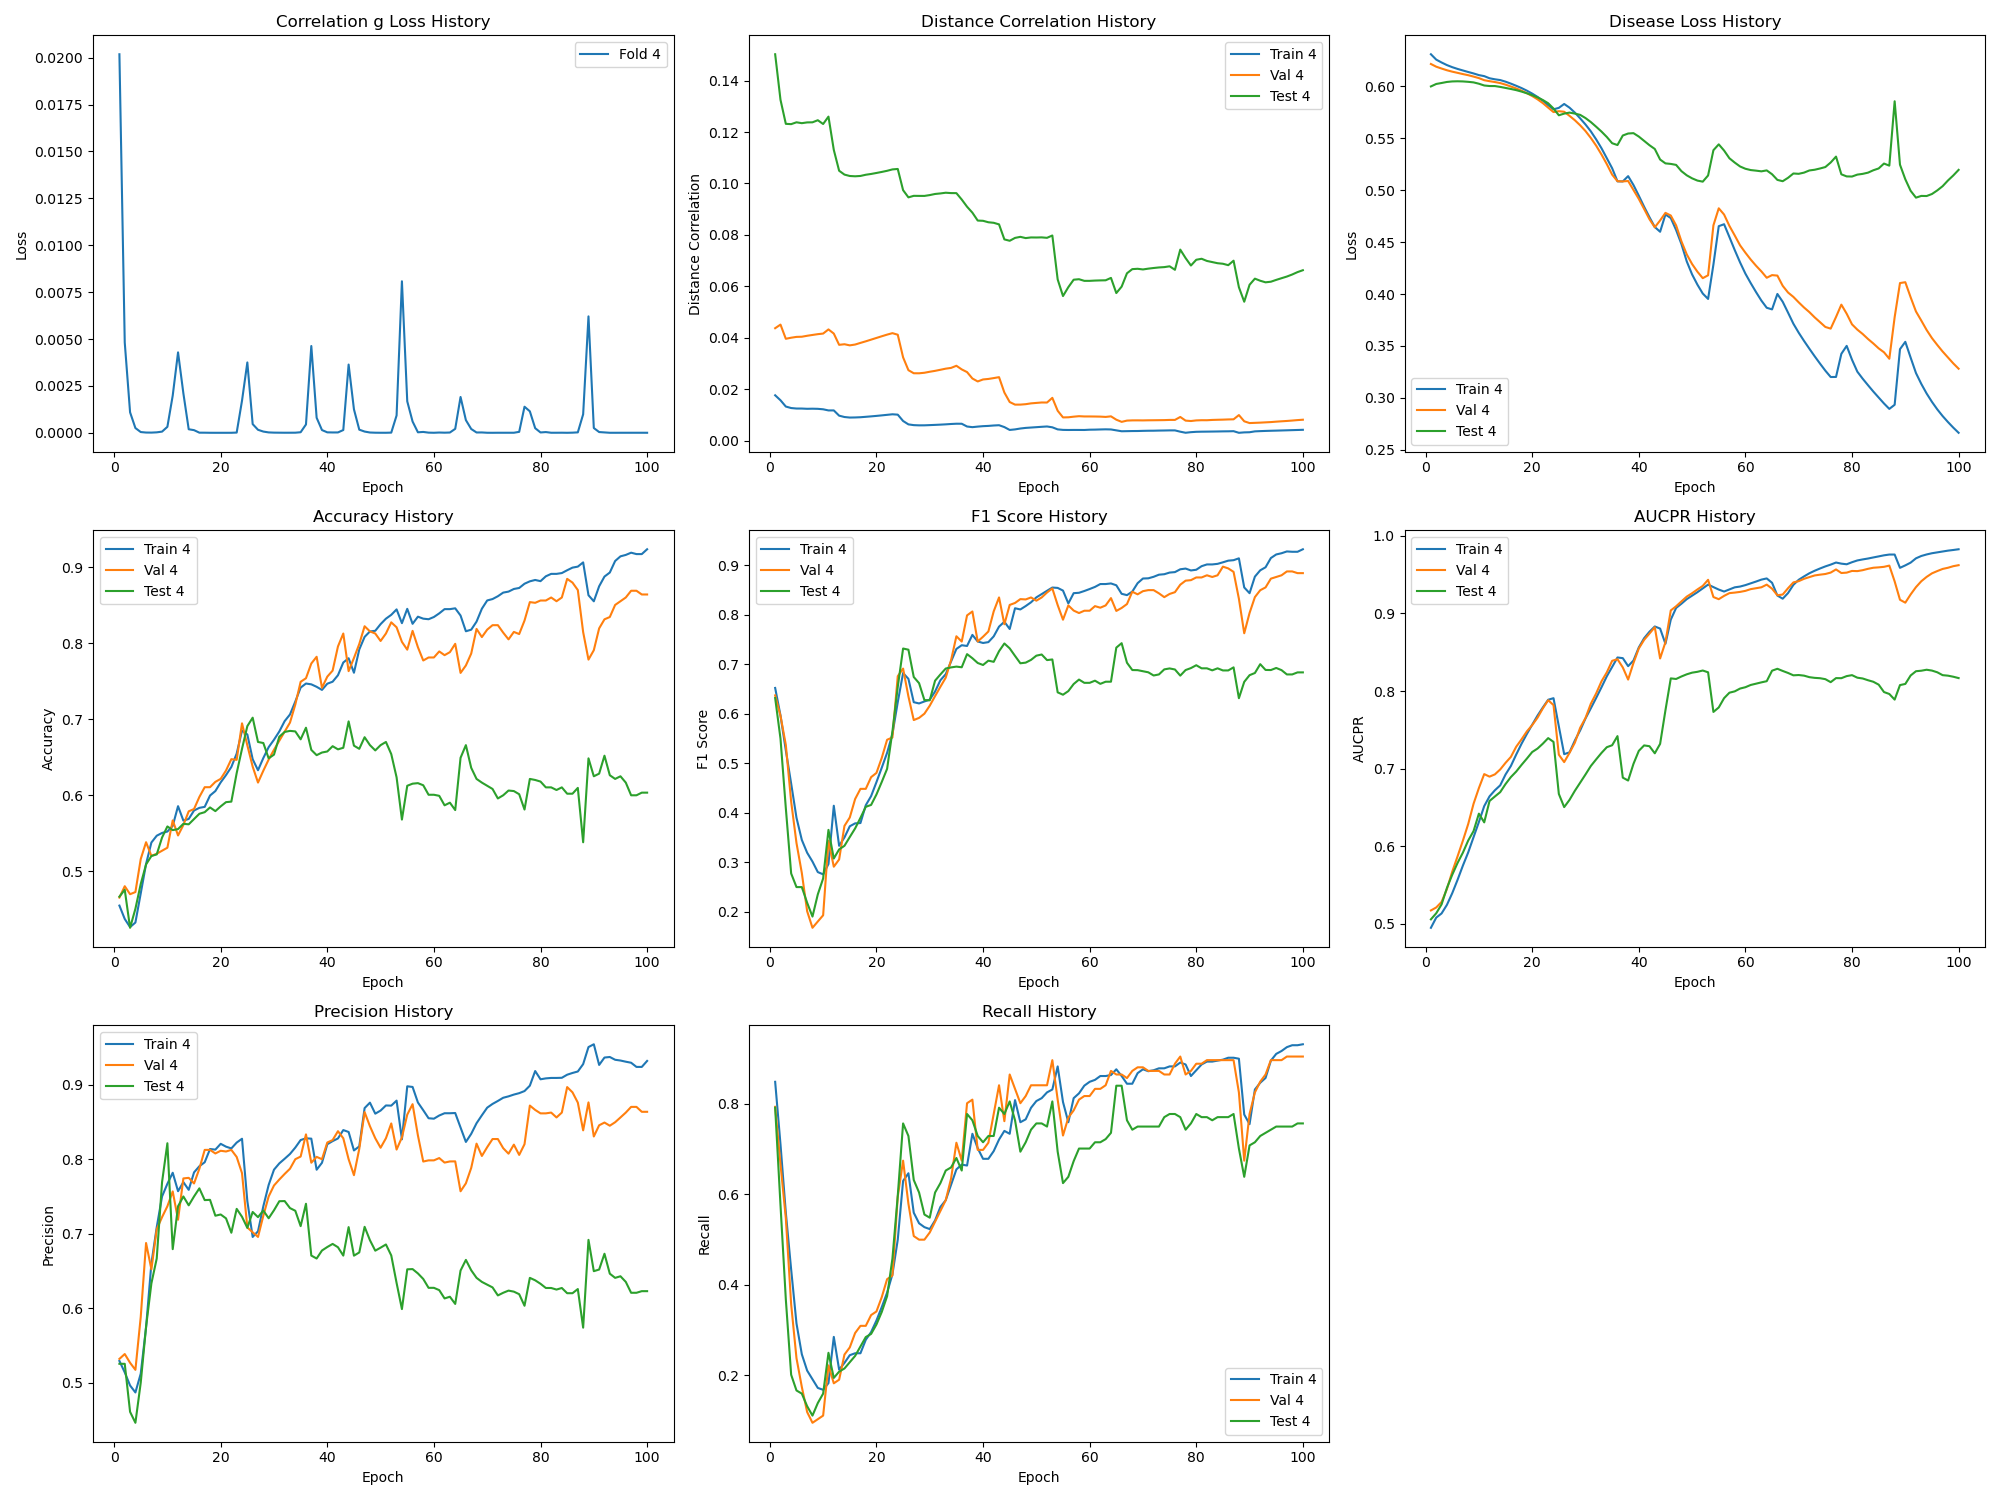 Correlation g Loss History
Loss
0.0200
0.0175
0.0150
0.0125
0.0100
0.0075
0.0050
0.0025
0.0000
Fold 4
0 20 40 60 80 100
Epoch
Distance Correlation History
Distance Correlation
0.14
0.12
0.10
0.08
0.06
0.04
0.02
0.00
Train 4
Val 4
Test 4
0 20 40 60 80 100
Epoch
Disease Loss History
Loss
0.60
0.55
0.50
0.45
0.40
0.35
0.30
0.25
Train 4
Val 4
Test 4
0 20 40 60 80 100
Epoch
Accuracy History
Accuracy
0.9
0.8
0.7
0.6
0.5
Train 4
Val 4
Test 4
0 20 40 60 80 100
Epoch
F1 Score History
F1 Score
0.9
0.8
0.7
0.6
0.5
0.4
0.3
0.2
Train 4
Val 4
Test 4
0 20 40 60 80 100
Epoch
AUCPR History
AUCPR
1.0
0.9
0.8
0.7
0.6
0.5
Train 4
Val 4
Test 4
0 20 40 60 80 100
Epoch
Precision History
Precision
0.9
0.8
0.7
0.6
0.5
Train 4
Val 4
Test 4
0 20 40 60 80 100
Epoch
Recall History
Recall
0.8
0.6
0.4
0.2
Train 4
Val 4
Test 4
0 20 40 60 80 100
Epoch